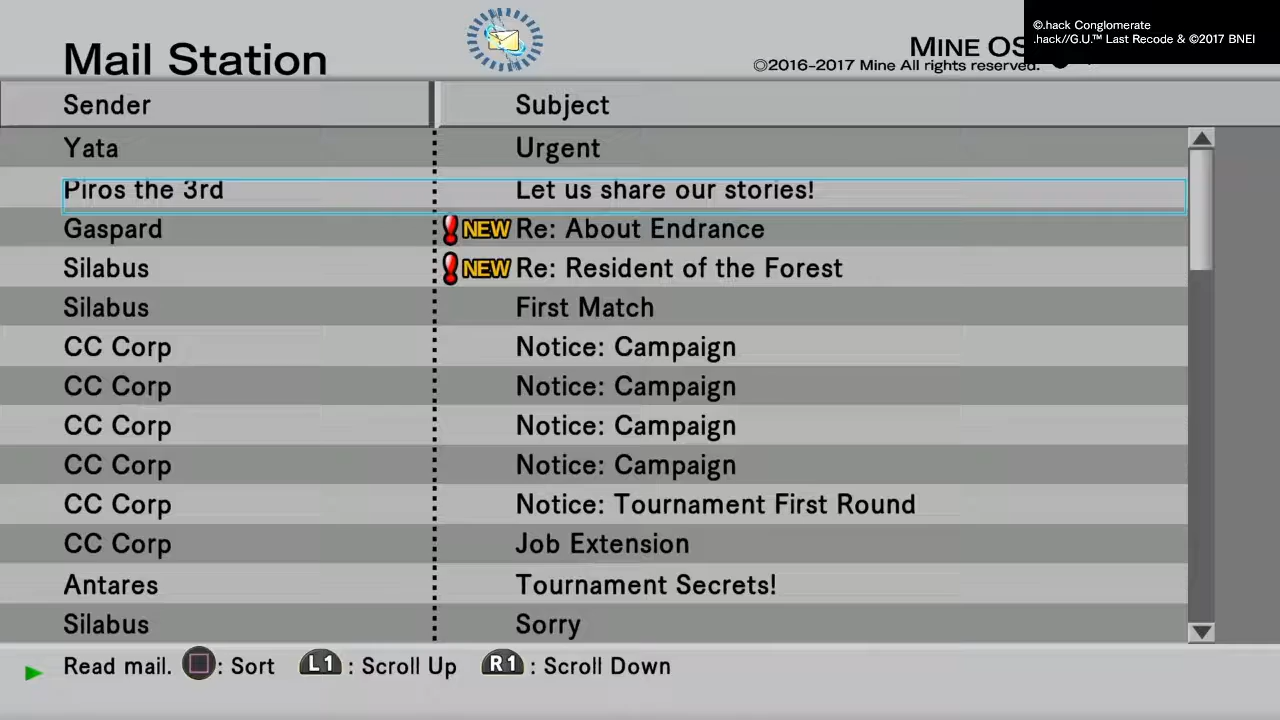 ©.hack Conglomerate
.hack//G.U.™ Last Recode & ©2017 BNEI
Mail Station
MINE OS
©2016-2017 Mine All rights reserved.
Sender Subject
Yata Urgent
Piros the 3rd Let us share our stories!
Gaspard NEW Re: About Endrance
Silabus NEW Re: Resident of the Forest
Silabus First Match
CC Corp Notice: Campaign
CC Corp Notice: Campaign
CC Corp Notice: Campaign
CC Corp Notice: Campaign
CC Corp Notice: Tournament First Round
CC Corp Job Extension
Antares Tournament Secrets!
Silabus Sorry
Read mail. : Sort L1 : Scroll Up R1 : Scroll Down